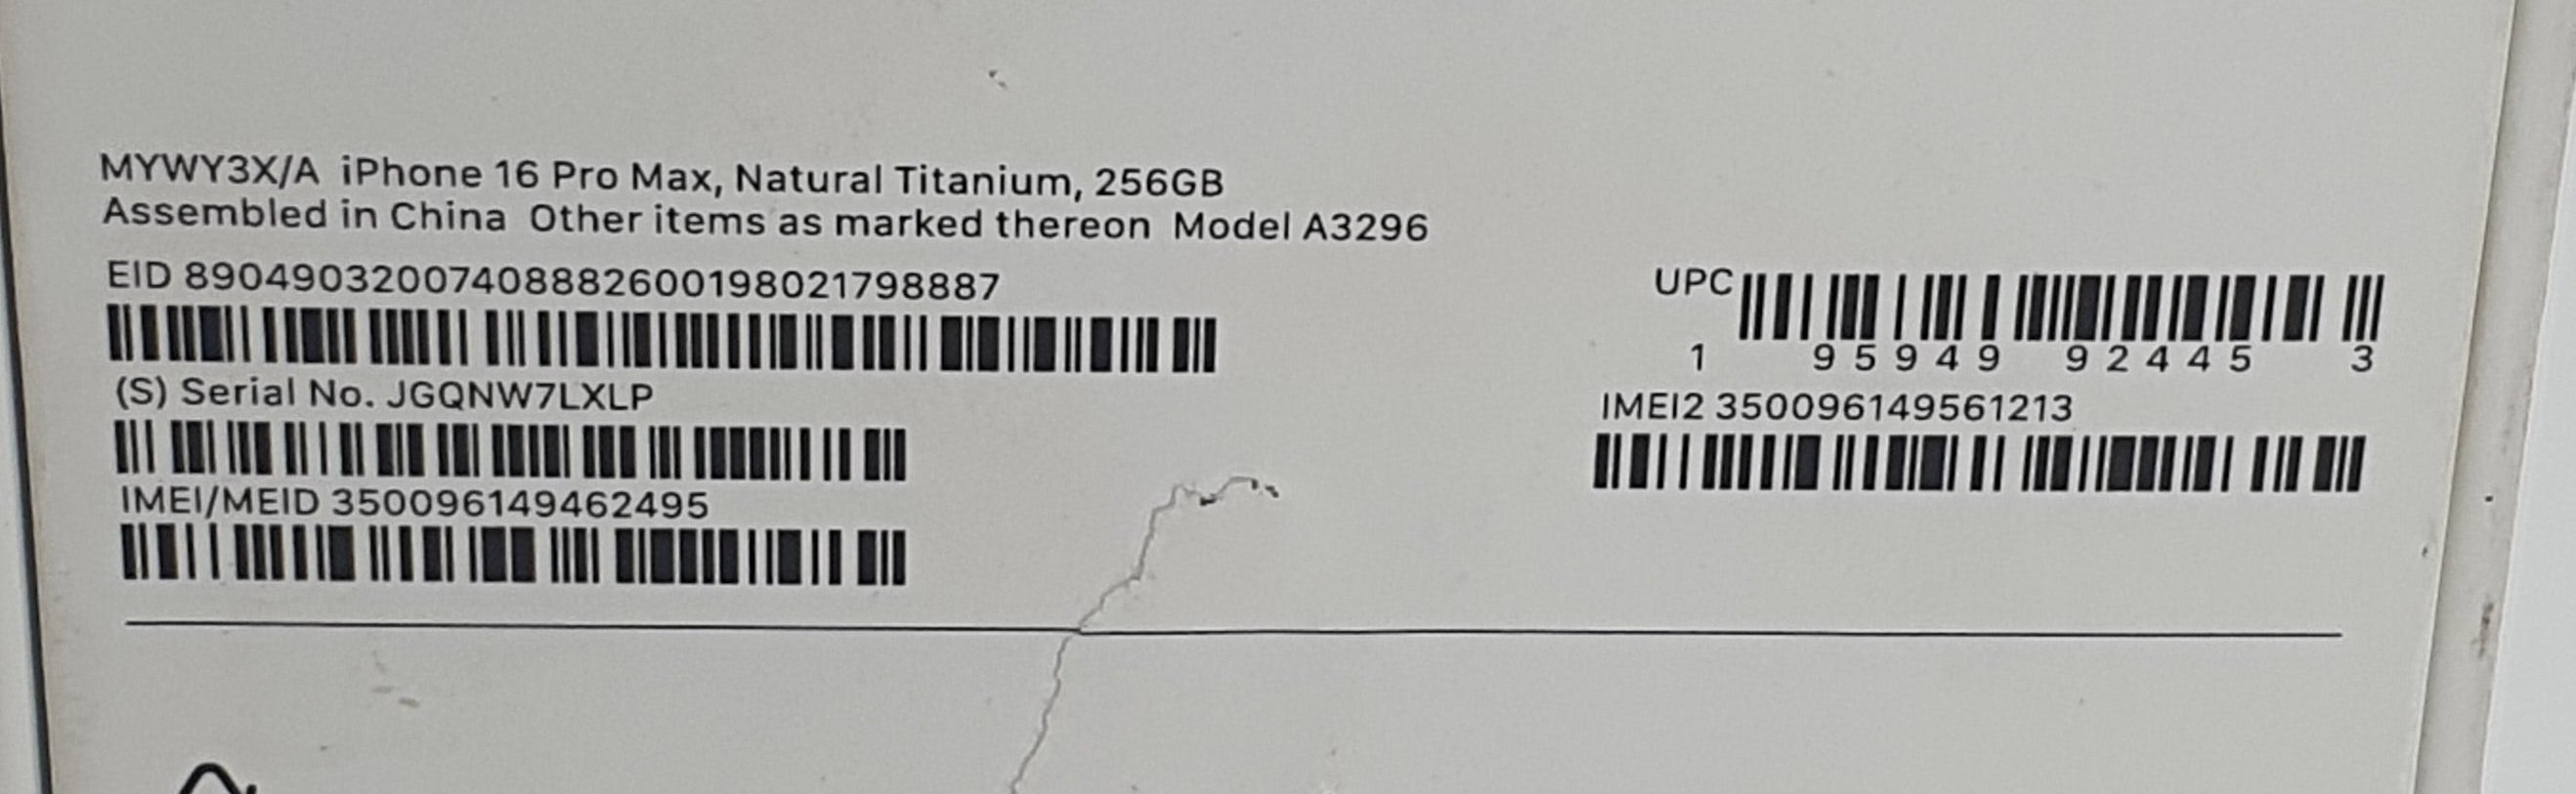 MYWY3X/A iPhone 16 Pro Max, Natural Titanium, 256GB
Assembled in China Other items as marked thereon Model A3296
EID 89049032007408882600198021798887
UPC
1 95949 92445 3
(S) Serial No. JGQNW7LXLP
IMEI2 350096149561213
IMEI/MEID 350096149462495